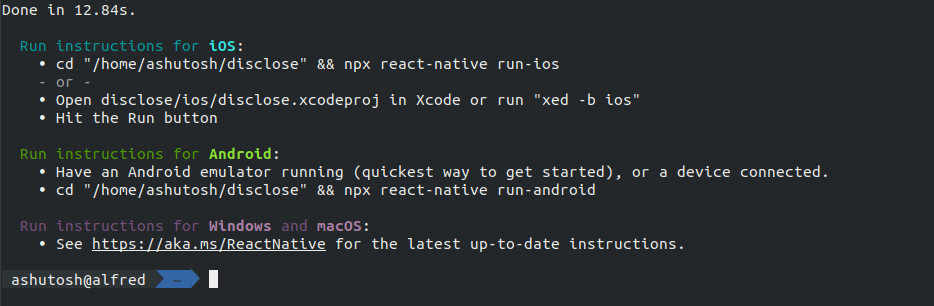 Done in 12.84s.
Run instructions for iOS:
• cd "/home/ashutosh/disclose" && npx react-native run-ios
- or -
• Open disclose/ios/disclose.xcodeproj in Xcode or run "xed -b ios"
• Hit the Run button
Run instructions for Android:
• Have an Android emulator running (quickest way to get started), or a device connected.
• cd "/home/ashutosh/disclose" && npx react-native run-android
Run instructions for Windows and macOS:
• See https://aka.ms/ReactNative for the latest up-to-date instructions.
ashutosh@alfred ~